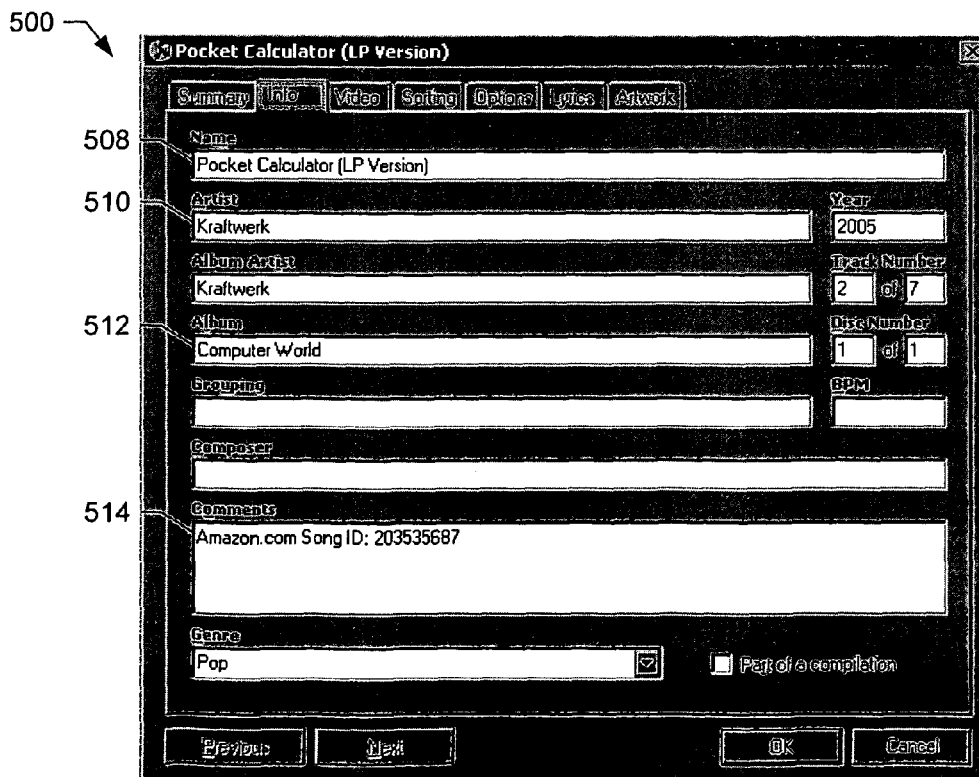 500
Pocket Calculator (LP Version)
Summary Info Video Sorting Options Lyrics Artwork
Name
508
Pocket Calculator (LP Version)
510
Artist Year
Kraftwerk 2005
Album Artist Track Number
Kraftwerk 2 of 7
512
Album Disc Number
Computer World 1 of 1
Grouping BPM
Composer
514
Comments
Amazon.com Song ID: 203535687
Genre
Pop Part of a compilation
Previous Next OK Cancel